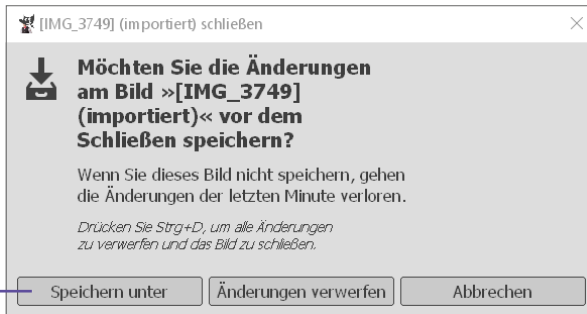 [IMG_3749] (importiert) schließen
Möchten Sie die Änderungen
am Bild »[IMG_3749]
(importiert)« vor dem
Schließen speichern?
Wenn Sie dieses Bild nicht speichern, gehen
die Änderungen der letzten Minute verloren.
Drücken Sie Strg+D, um alle Änderungen
zu verwerfen und das Bild zu schließen.
Speichern unter Änderungen verwerfen Abbrechen